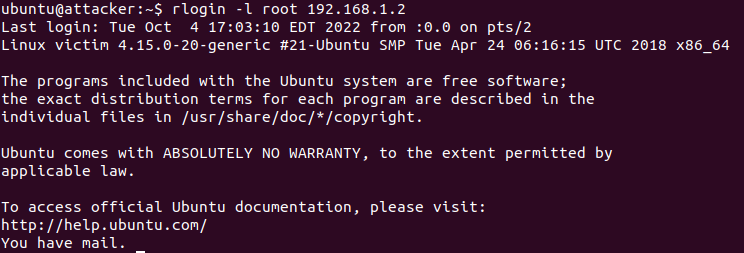 ubuntu@attacker:~$ rlogin -l root 192.168.1.2
Last login: Tue Oct  4 17:03:10 EDT 2022 from :0.0 on pts/2
Linux victim 4.15.0-20-generic #21-Ubuntu SMP Tue Apr 24 06:16:15 UTC 2018 x86_64
The programs included with the Ubuntu system are free software;
the exact distribution terms for each program are described in the
individual files in /usr/share/doc/*/copyright.
Ubuntu comes with ABSOLUTELY NO WARRANTY, to the extent permitted by
applicable law.
To access official Ubuntu documentation, please visit:
http://help.ubuntu.com/
You have mail.